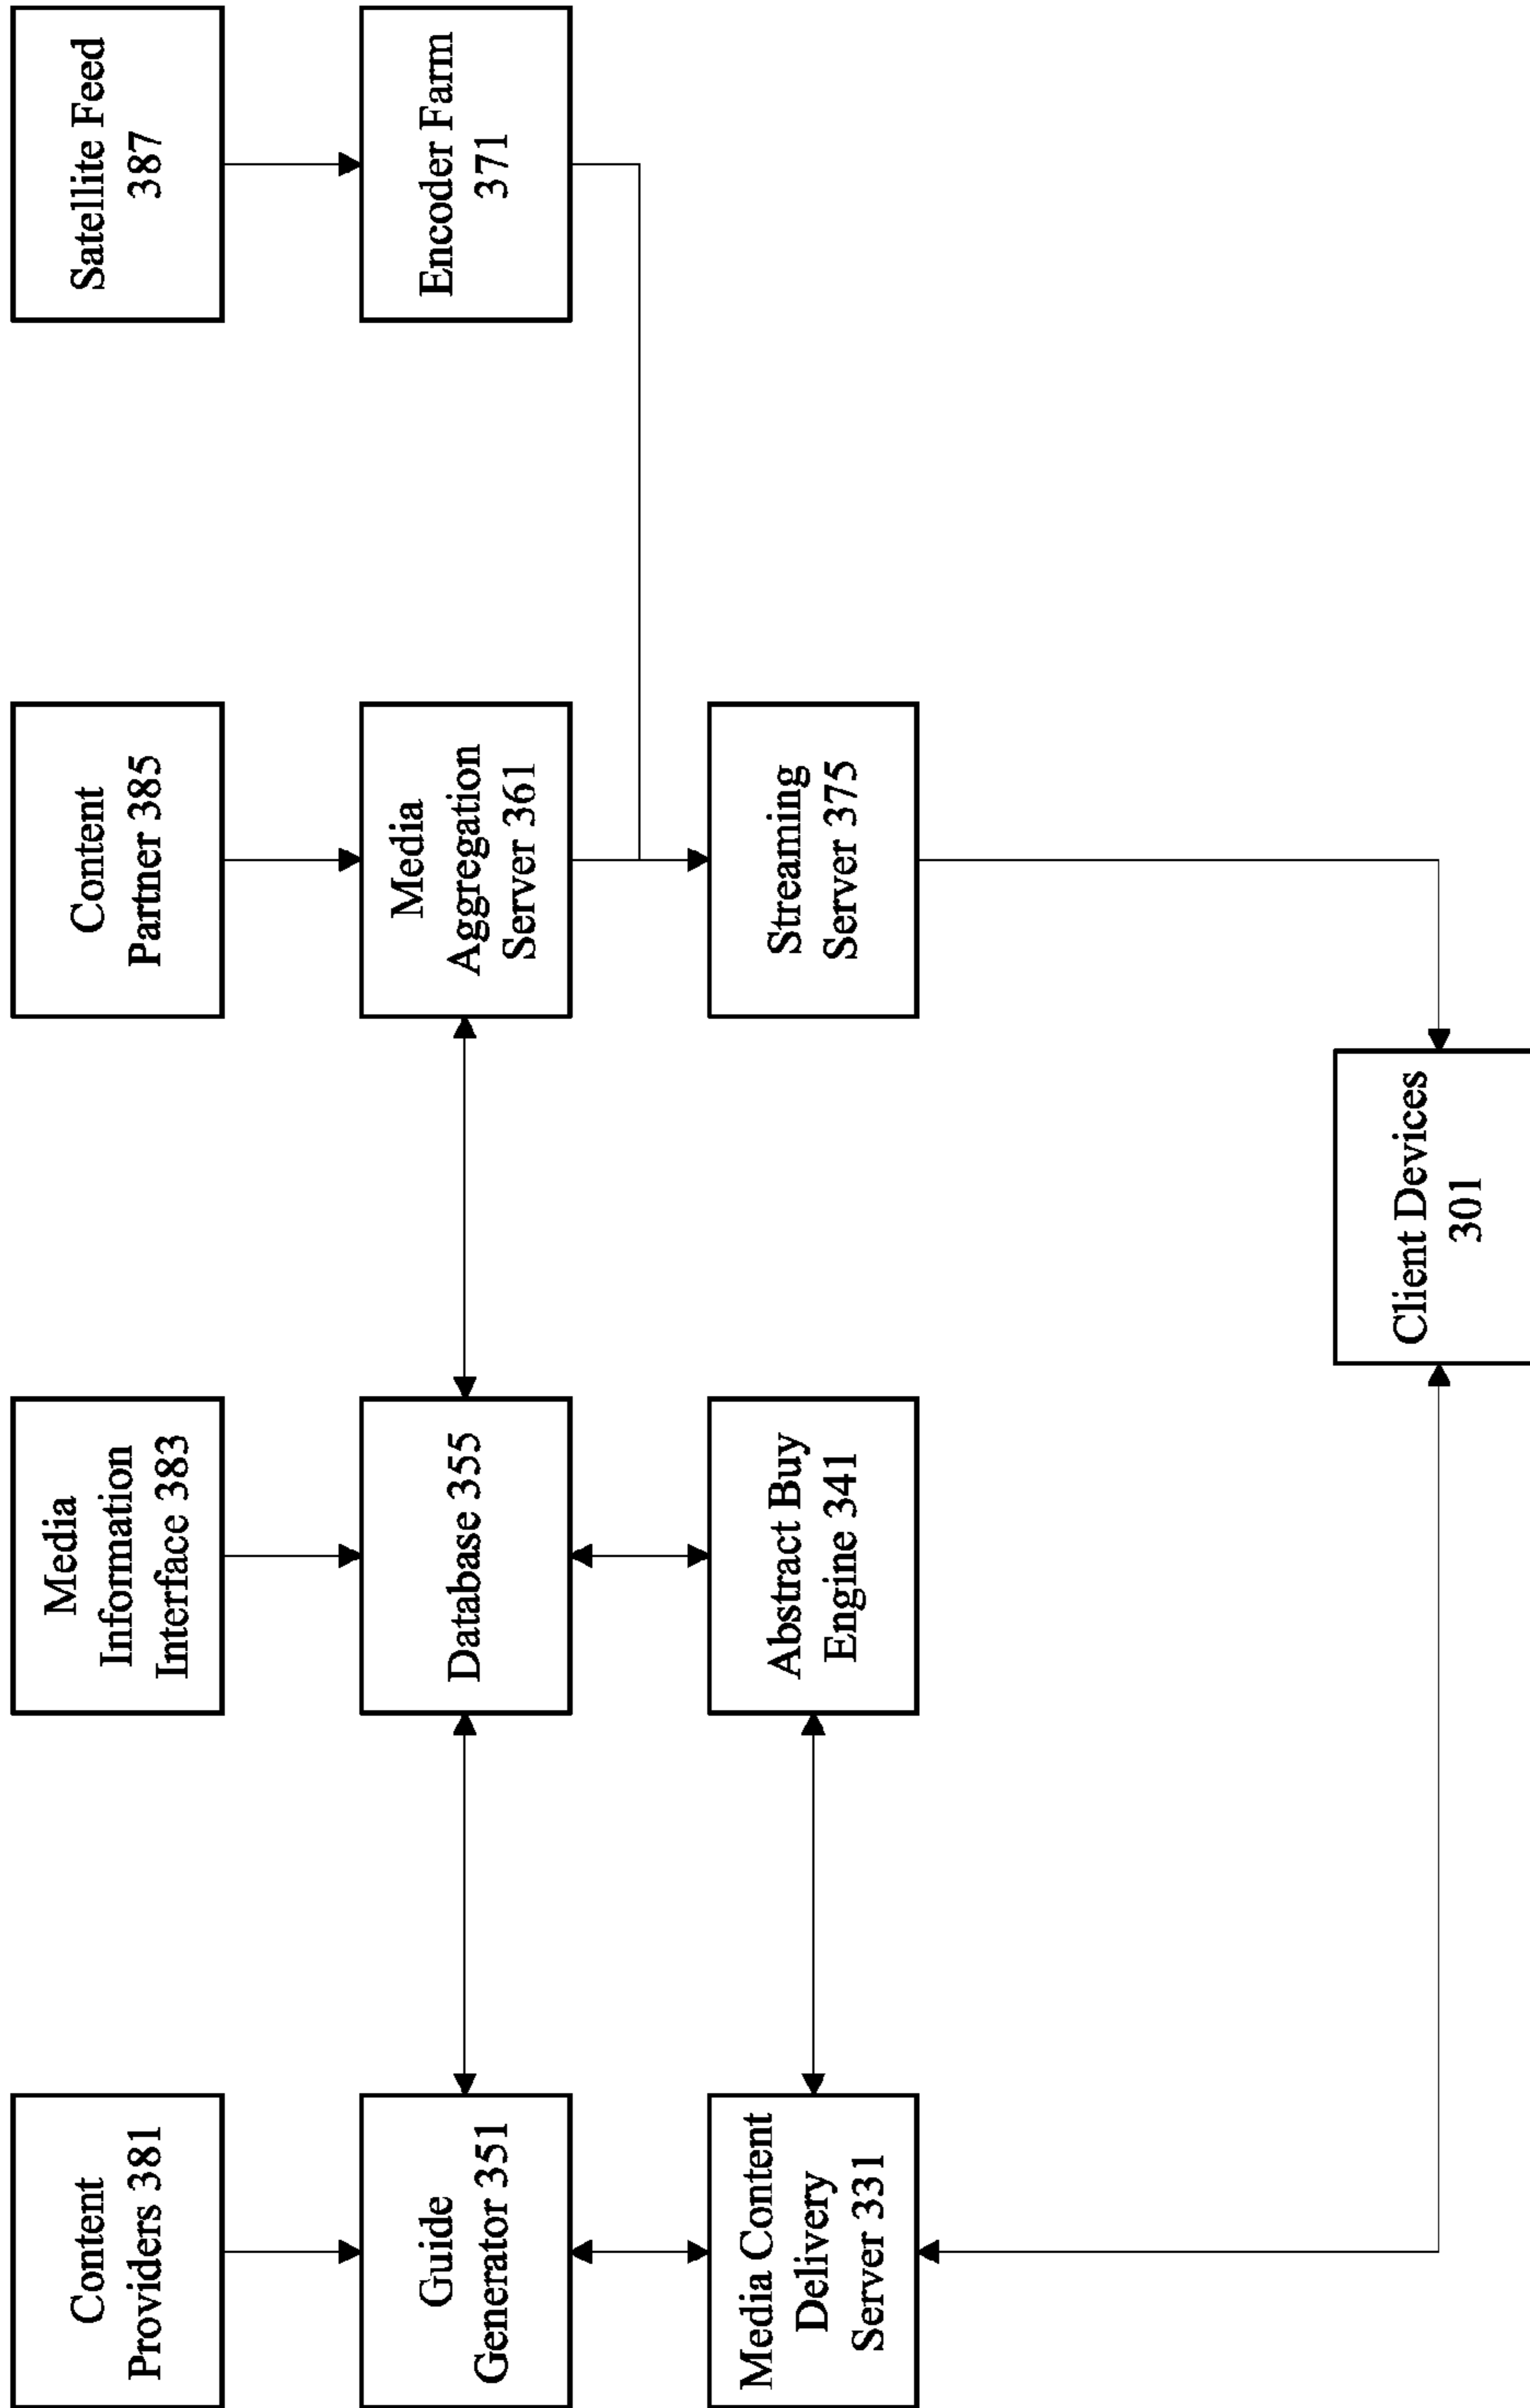 Content
Providers 381
Media
Information
Interface 383
Content
Partner 385
Satellite Feed
387
Guide
Generator 351
Database 355
Media
Aggregation
Server 361
Encoder Farm
371
Media Content
Delivery
Server 331
Abstract Buy
Engine 341
Streaming
Server 375
Client Devices
301